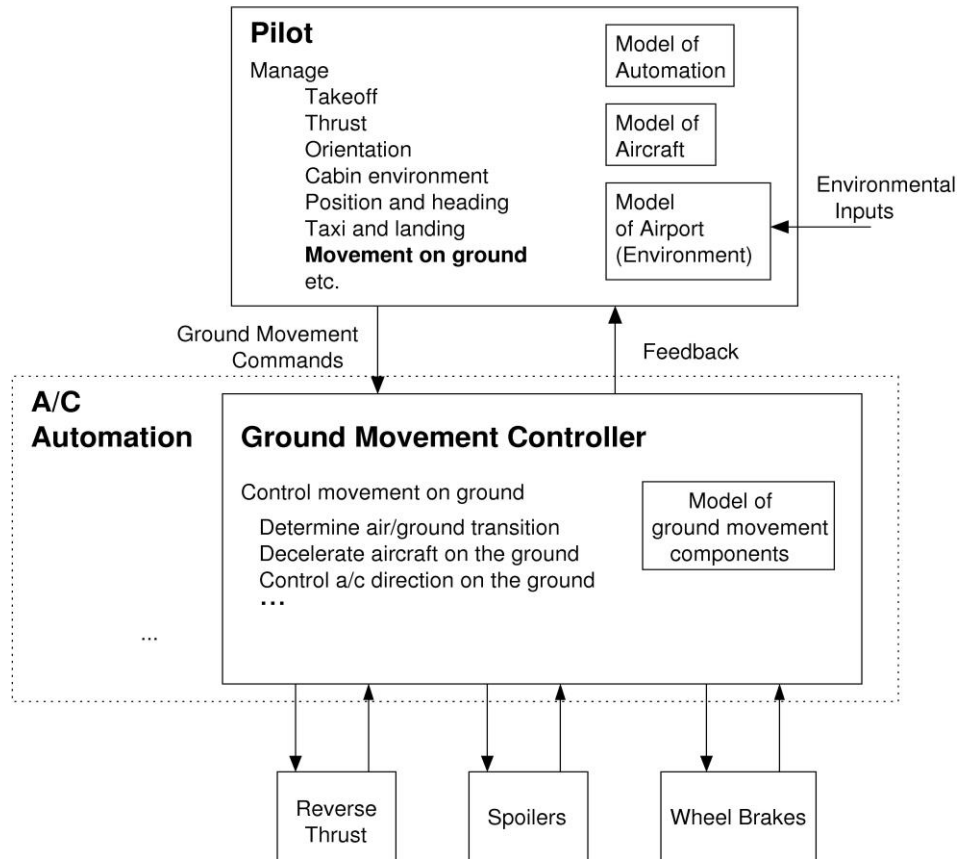 Pilot
Manage
Takeoff
Thrust
Orientation
Cabin environment
Position and heading
Taxi and landing
Movement on ground
etc.
Model of
Automation
Model of
Aircraft
Model
of Airport
(Environment)
Environmental
Inputs
Ground Movement
Commands
Feedback
A/C
Automation
...
Ground Movement Controller
Control movement on ground
Determine air/ground transition
Decelerate aircraft on the ground
Control a/c direction on the ground
...
Model of
ground movement
components
Reverse
Thrust
Spoilers
Wheel Brakes